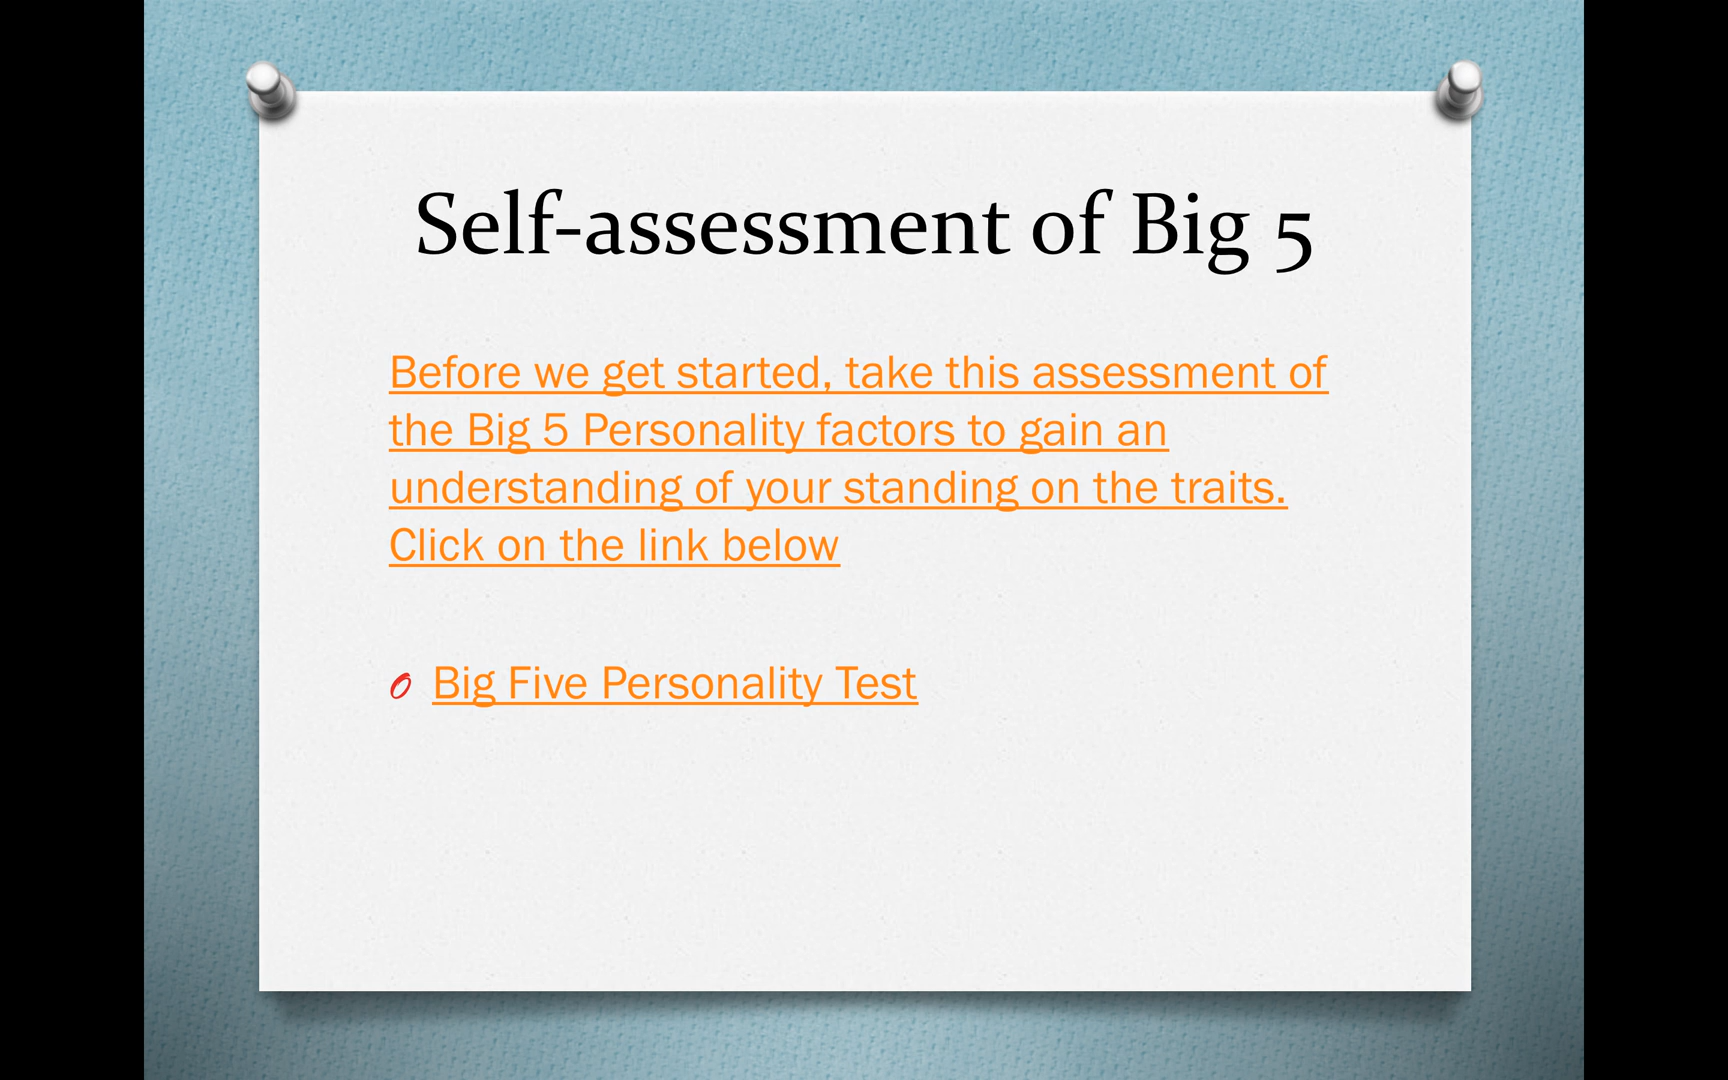 Self-assessment of Big 5
Before we get started, take this assessment of
the Big 5 Personality factors to gain an
understanding of your standing on the traits.
Click on the link below
Big Five Personality Test